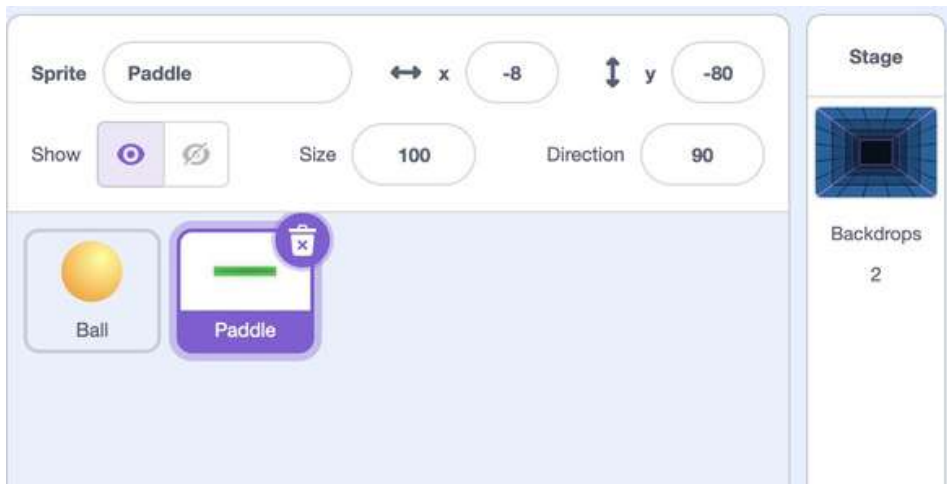 Sprite Paddle x -8 y -80
Show Size 100 Direction 90
Ball
Paddle
Stage
Backdrops
2